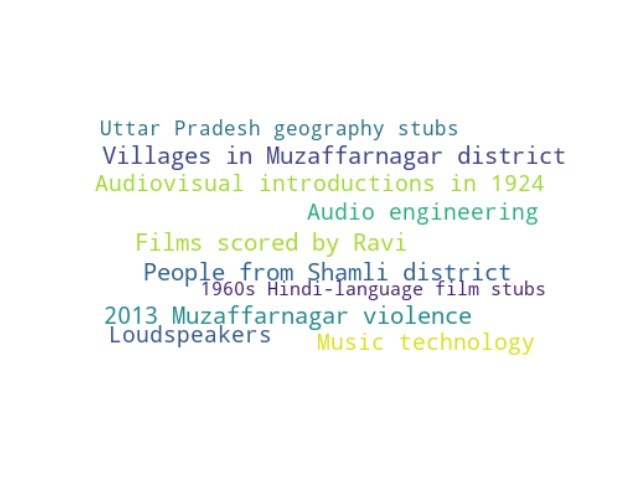 Uttar Pradesh geography stubs
Villages in Muzaffarnagar district
Audiovisual introductions in 1924
Audio engineering
Films scored by Ravi
People from Shamli district
1960s Hindi-language film stubs
2013 Muzaffarnagar violence
Loudspeakers
Music technology